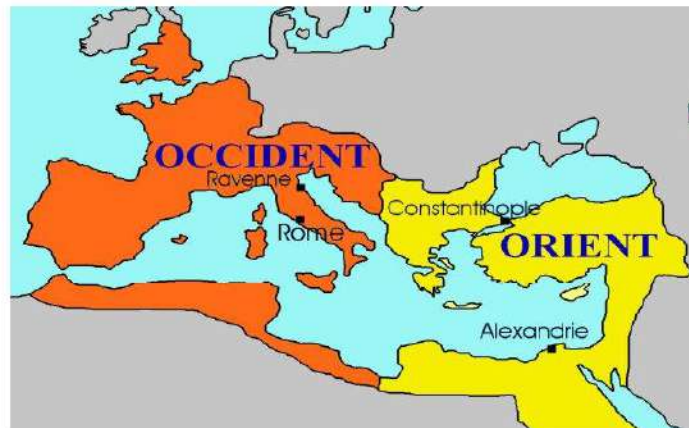 OCCIDENT
Ravenne
Constantinople
Rome
ORIENT
Alexandrie